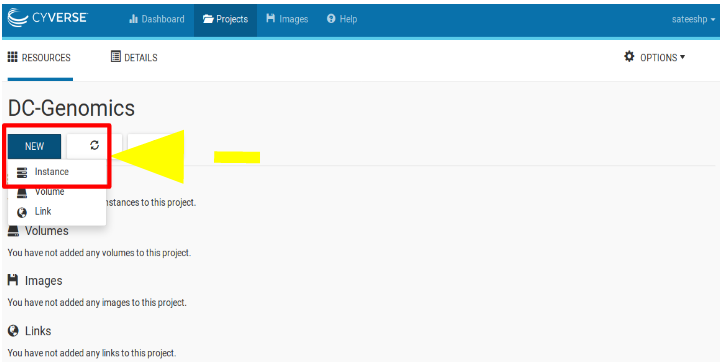 CYVERSE Dashboard Projects Images Help sateeshp
RESOURCES DETAILS OPTIONS
DC-Genomics
NEW
Instance
Volume
nstances to this project.
Link
Volumes
You have not added any volumes to this project.
Images
You have not added any images to this project.
Links
You have not added any links to this project.